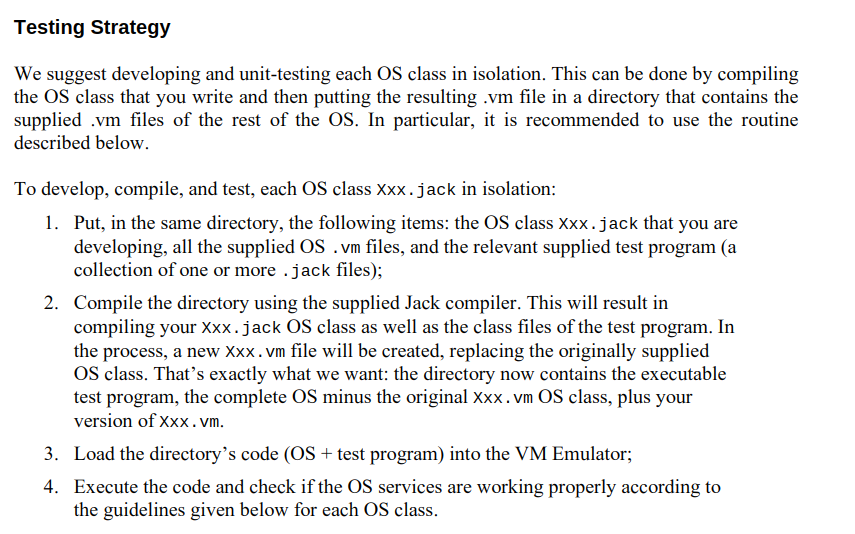 Testing Strategy
We suggest developing and unit-testing each OS class in isolation. This can be done by compiling
the OS class that you write and then putting the resulting .vm file in a directory that contains the
supplied .vm files of the rest of the OS. In particular, it is recommended to use the routine
described below.
To develop, compile, and test, each OS class Xxx.jack in isolation:
1. Put, in the same directory, the following items: the OS class Xxx.jack that you are
developing, all the supplied OS .vm files, and the relevant supplied test program (a
collection of one or more .jack files);
2. Compile the directory using the supplied Jack compiler. This will result in
compiling your Xxx.jack OS class as well as the class files of the test program. In
the process, a new Xxx.vm file will be created, replacing the originally supplied
OS class. That’s exactly what we want: the directory now contains the executable
test program, the complete OS minus the original Xxx.vm OS class, plus your
version of Xxx.vm.
3. Load the directory’s code (OS + test program) into the VM Emulator;
4. Execute the code and check if the OS services are working properly according to
the guidelines given below for each OS class.